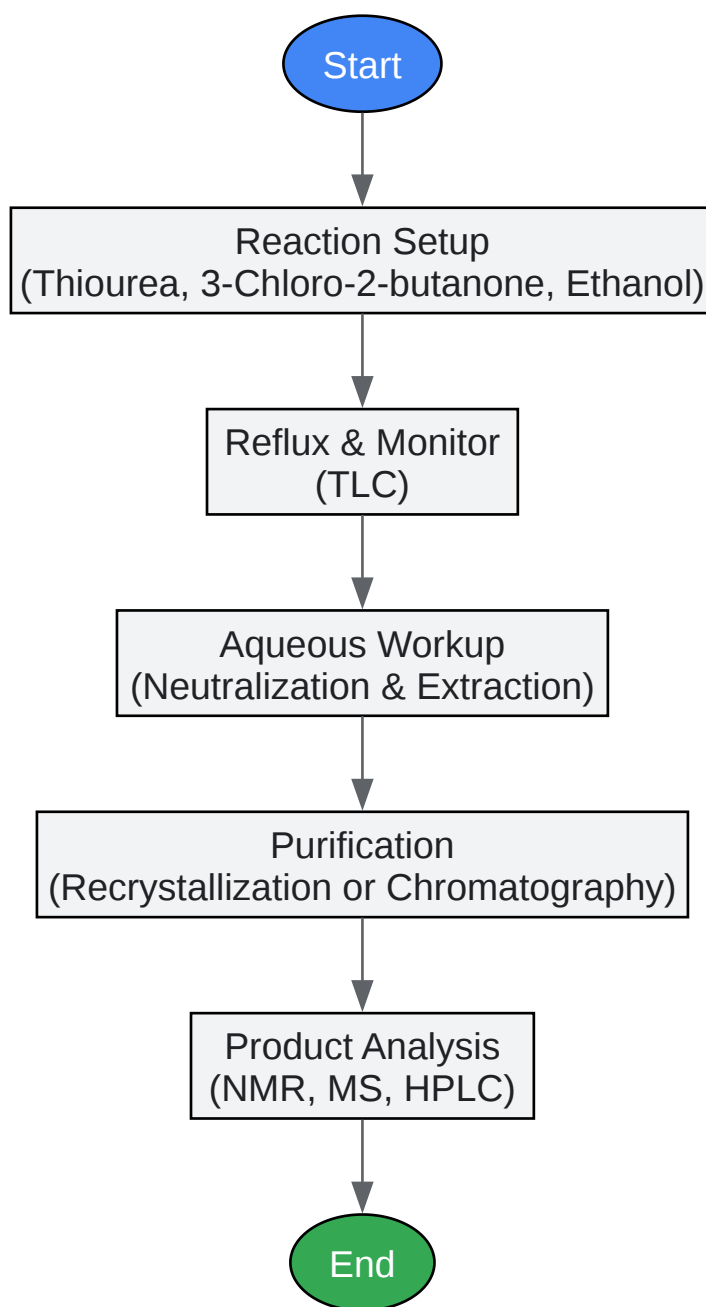 Start
Reaction Setup
(Thiourea, 3-Chloro-2-butanone, Ethanol)
Reflux & Monitor
(TLC)
Aqueous Workup
(Neutralization & Extraction)
Purification
(Recrystallization or Chromatography)
Product Analysis
(NMR, MS, HPLC)
End